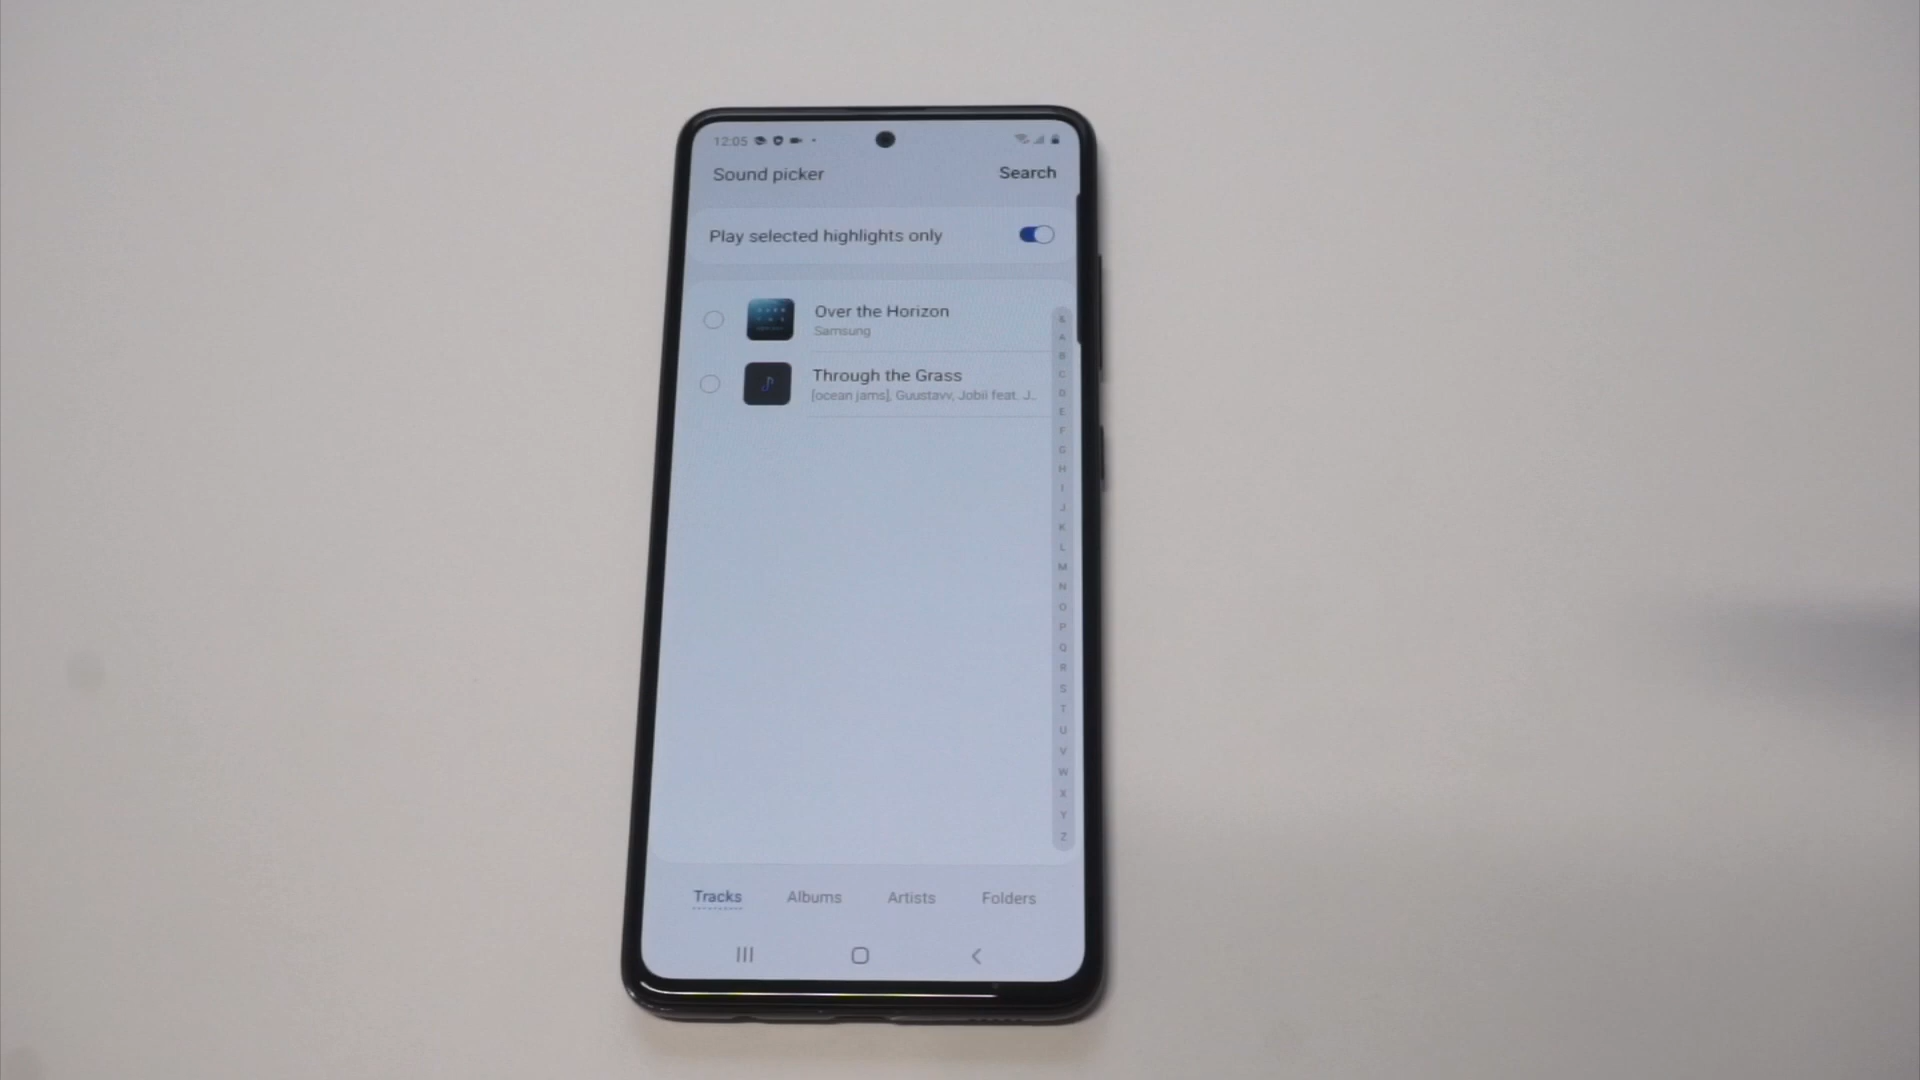 12:05
Sound picker
Search
Play selected highlights only
Over the Horizon
Samsung
Through the Grass
[ocean jams], Guustavv, Jobii feat. J..
&
A
B
C
D
E
F
G
H
I
J
K
L
M
N
O
P
Q
R
S
T
U
V
W
X
Y
Z
Tracks Albums Artists Folders